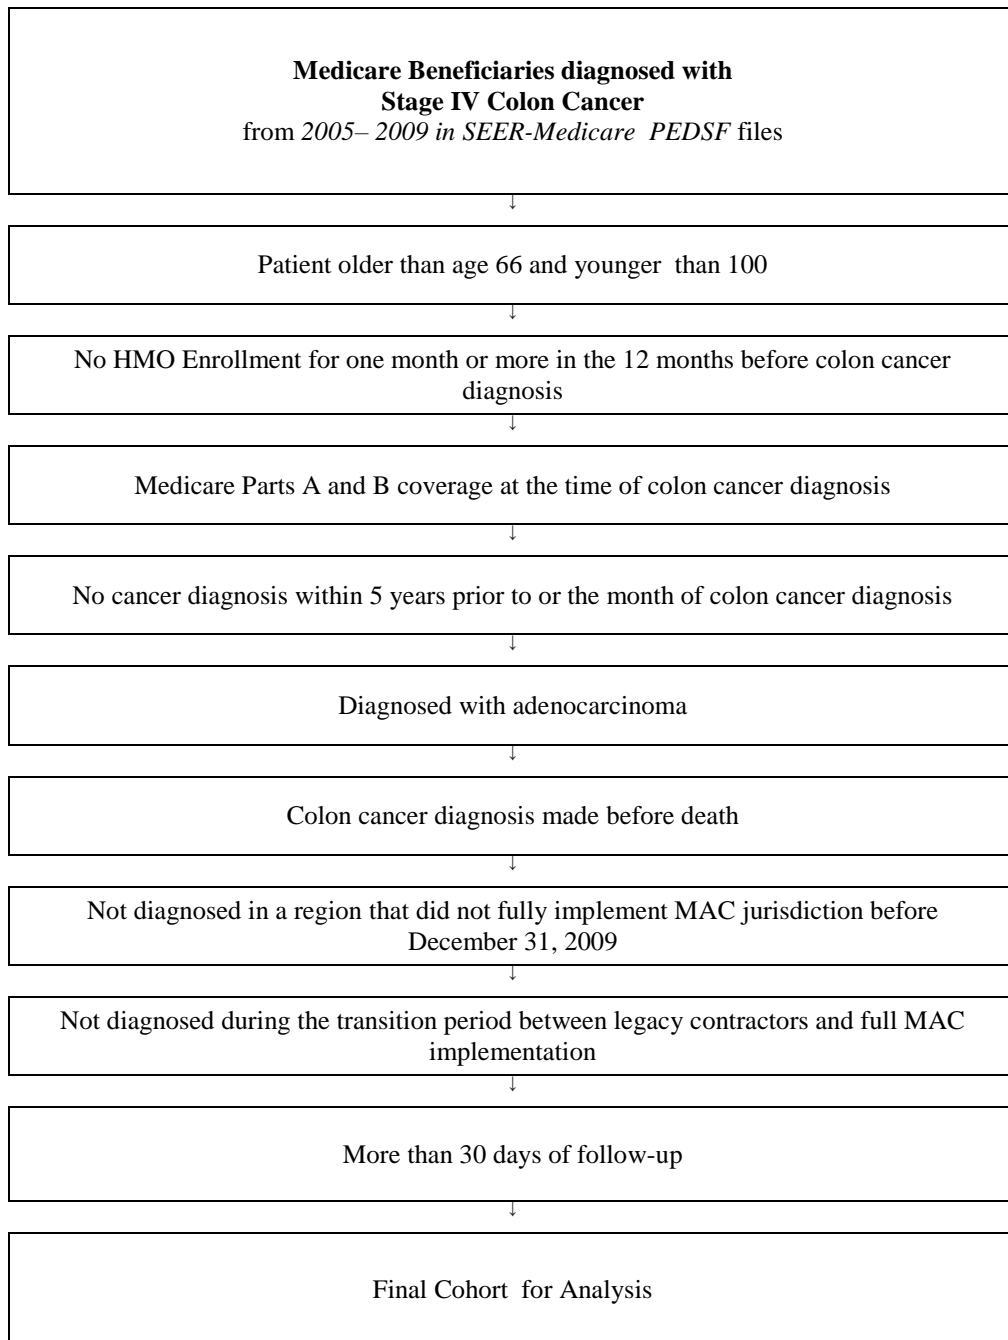 Medicare Beneficiaries diagnosed with
Stage IV Colon Cancer
from 2005– 2009 in SEER-Medicare PEDSF files
↓
Patient older than age 66 and younger than 100
↓
No HMO Enrollment for one month or more in the 12 months before colon cancer
diagnosis
↓
Medicare Parts A and B coverage at the time of colon cancer diagnosis
↓
No cancer diagnosis within 5 years prior to or the month of colon cancer diagnosis
↓
Diagnosed with adenocarcinoma
↓
Colon cancer diagnosis made before death
↓
Not diagnosed in a region that did not fully implement MAC jurisdiction before
December 31, 2009
↓
Not diagnosed during the transition period between legacy contractors and full MAC
implementation
↓
More than 30 days of follow-up
↓
Final Cohort for Analysis